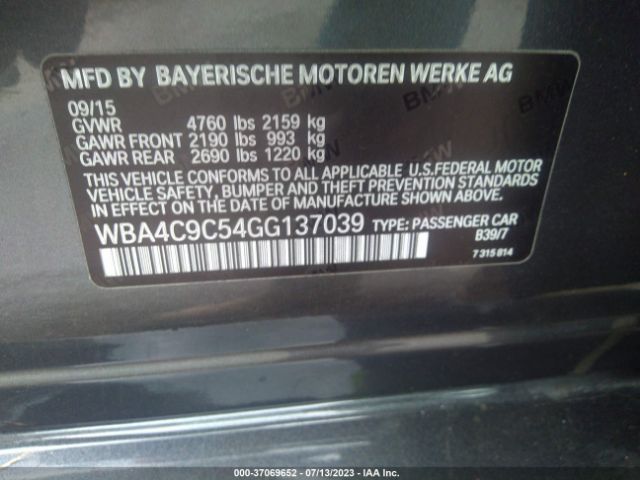 MFD BY BAYERISCHE MOTOREN WERKE AG
09/15
GVWR 4760 lbs 2159 kg
GAWR FRONT 2190 lbs 993 kg
GAWR REAR 2690 lbs 1220 kg
THIS VEHICLE CONFORMS TO ALL APPLICABLE U.S.FEDERAL MOTOR
VEHICLE SAFETY, BUMPER AND THEFT PREVENTION STANDARDS
IN EFFECT ON THE DATE OF MANUFACTURE SHOWN ABOVE.
WBA4C9C54GG137039 TYPE: PASSENGER CAR
B39/7
7 315 814
000-37069652 / 07/13/2023 - IAA Inc.